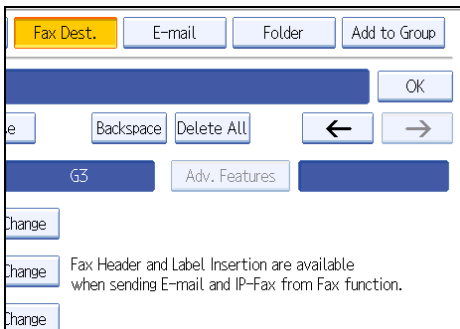 Fax Dest. E-mail Folder Add to Group
OK
Backspace Delete All ← →
G3 Adv. Features
Change
Change Fax Header and Label Insertion are available
when sending E-mail and IP-Fax from Fax function.
Change